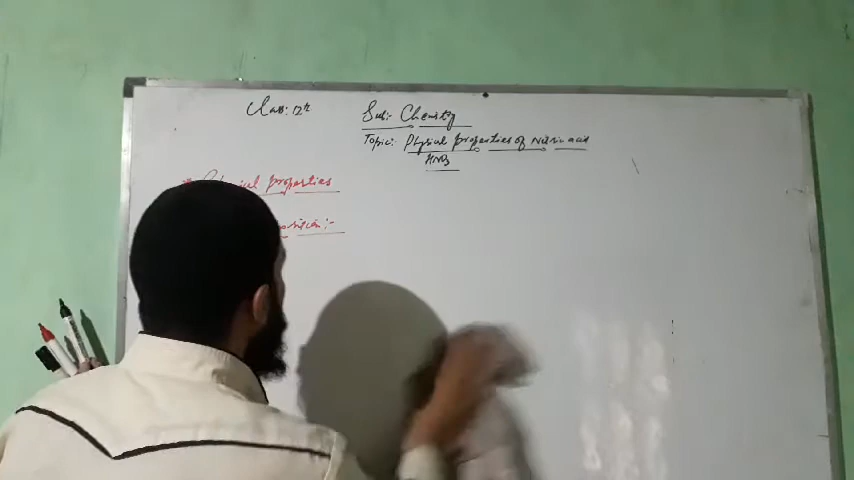 Class: 12th
Sub: Chemistry
Topic: Physical properties of Nitric acid
HNO3
Physical properties